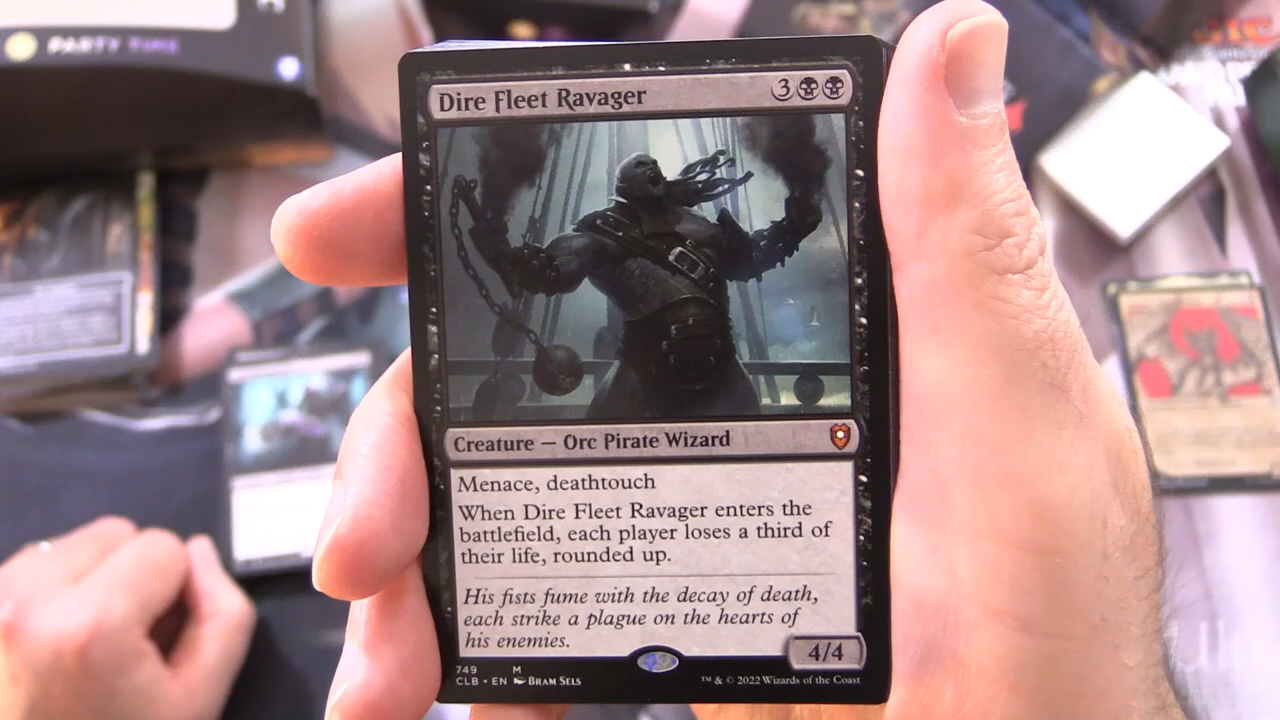 PARTY TIME
Dire Fleet Ravager
3
Creature — Orc Pirate Wizard
Menace, deathtouch
When Dire Fleet Ravager enters the
battlefield, each player loses a third of
their life, rounded up.
His fists fume with the decay of death,
each strike a plague on the hearts of
his enemies.
4/4
749 M
CLB • EN Bram Sels
™ & © 2022 Wizards of the Coast